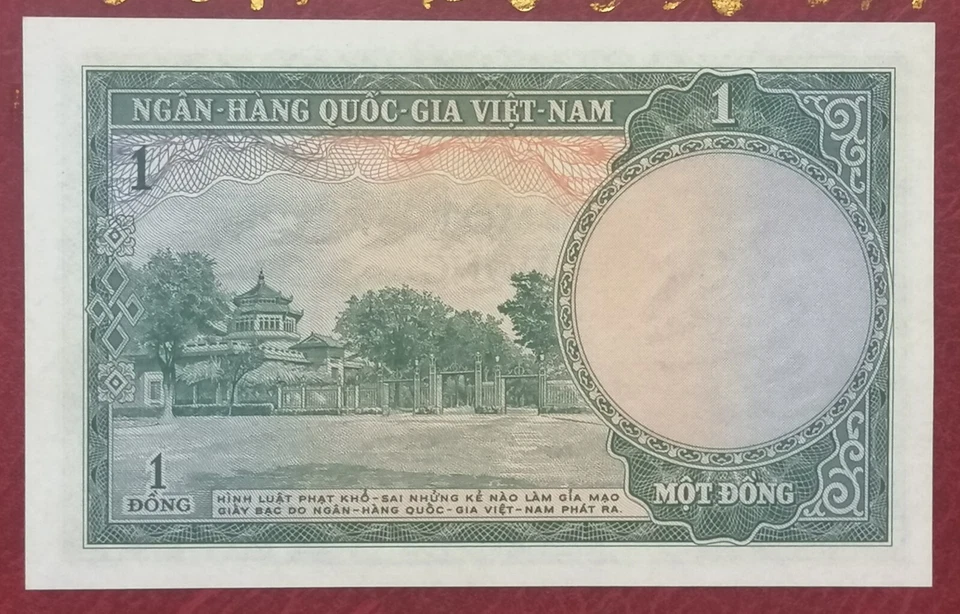 NGÂN-HÀNG QUỐC-GIA VIỆT-NAM
1
1
1
ĐỒNG
HÌNH LUẬT PHẠT KHỔ-SAI NHỮNG KẺ NÀO LÀM GIẢ MẠO
GIẤY BẠC DO NGÂN-HÀNG QUỐC-GIA VIỆT-NAM PHÁT RA.
MỘT ĐỒNG